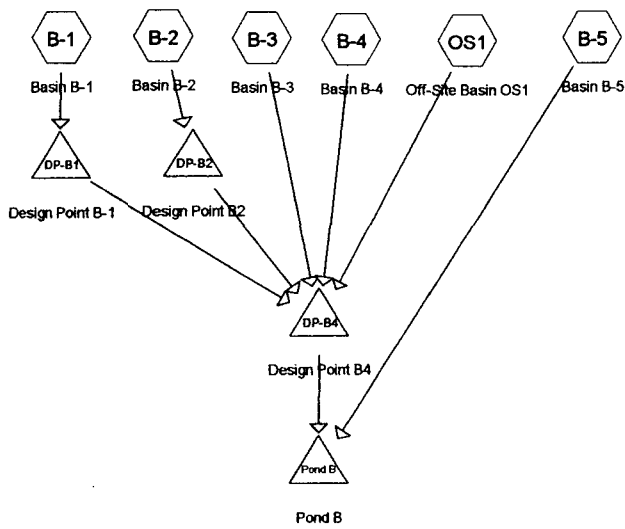 B-1
B-2
B-3
B-4
OS1
B-5
Basin B-1
Basin B-2
Basin B-3
Basin B-4
Off-Site Basin OS1
Basin B-5
DP-B1
DP-B2
Design Point B-1
Design Point B2
DP-B4
Design Point B4
Pond B
Pond B